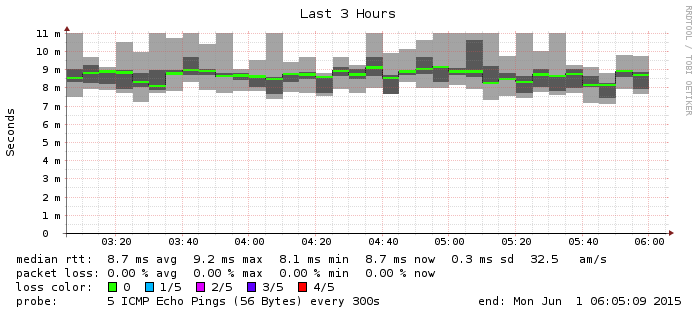 Last 3 Hours
RRDTOOL / TOBI OETIKER
Seconds
11 m
10 m
9 m
8 m
7 m
6 m
5 m
4 m
3 m
2 m
1 m
0
03:20 03:40 04:00 04:20 04:40 05:00 05:20 05:40 06:00
median rtt: 8.7 ms avg 9.2 ms max 8.1 ms min 8.7 ms now 0.3 ms sd 32.5 am/s
packet loss: 0.00 % avg 0.00 % max 0.00 % min 0.00 % now
loss color: 0 1/5 2/5 3/5 4/5
probe: 5 ICMP Echo Pings (56 Bytes) every 300s end: Mon Jun 1 06:05:09 2015